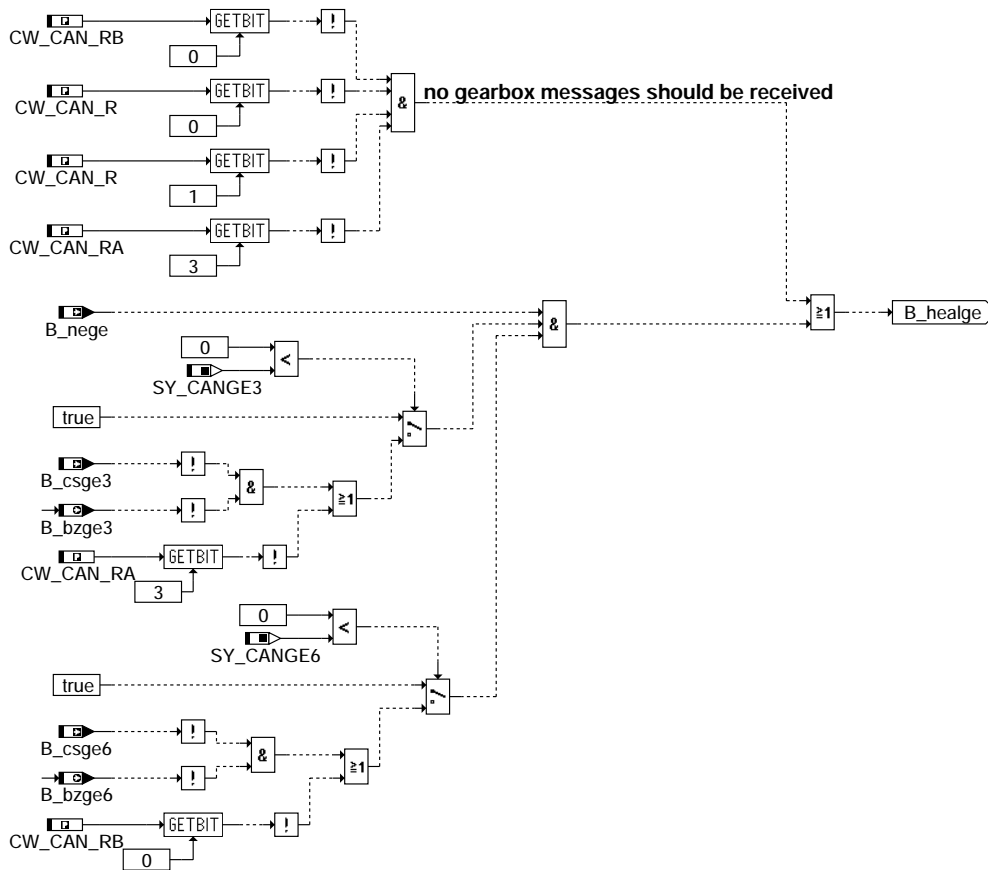 GETBIT
!
CW_CAN_RB
0
no gearbox messages should be received
GETBIT
!
&
CW_CAN_R
0
GETBIT
!
CW_CAN_R
1
GETBIT
!
CW_CAN_RA
3
B_nege
&
≥1
B_healge
0
<
SY_CANGE3
true
B_csge3
!
&
≥1
B_bzge3
!
CW_CAN_RA
GETBIT
!
3
0
<
SY_CANGE6
true
B_csge6
!
&
≥1
B_bzge6
!
CW_CAN_RB
GETBIT
!
0